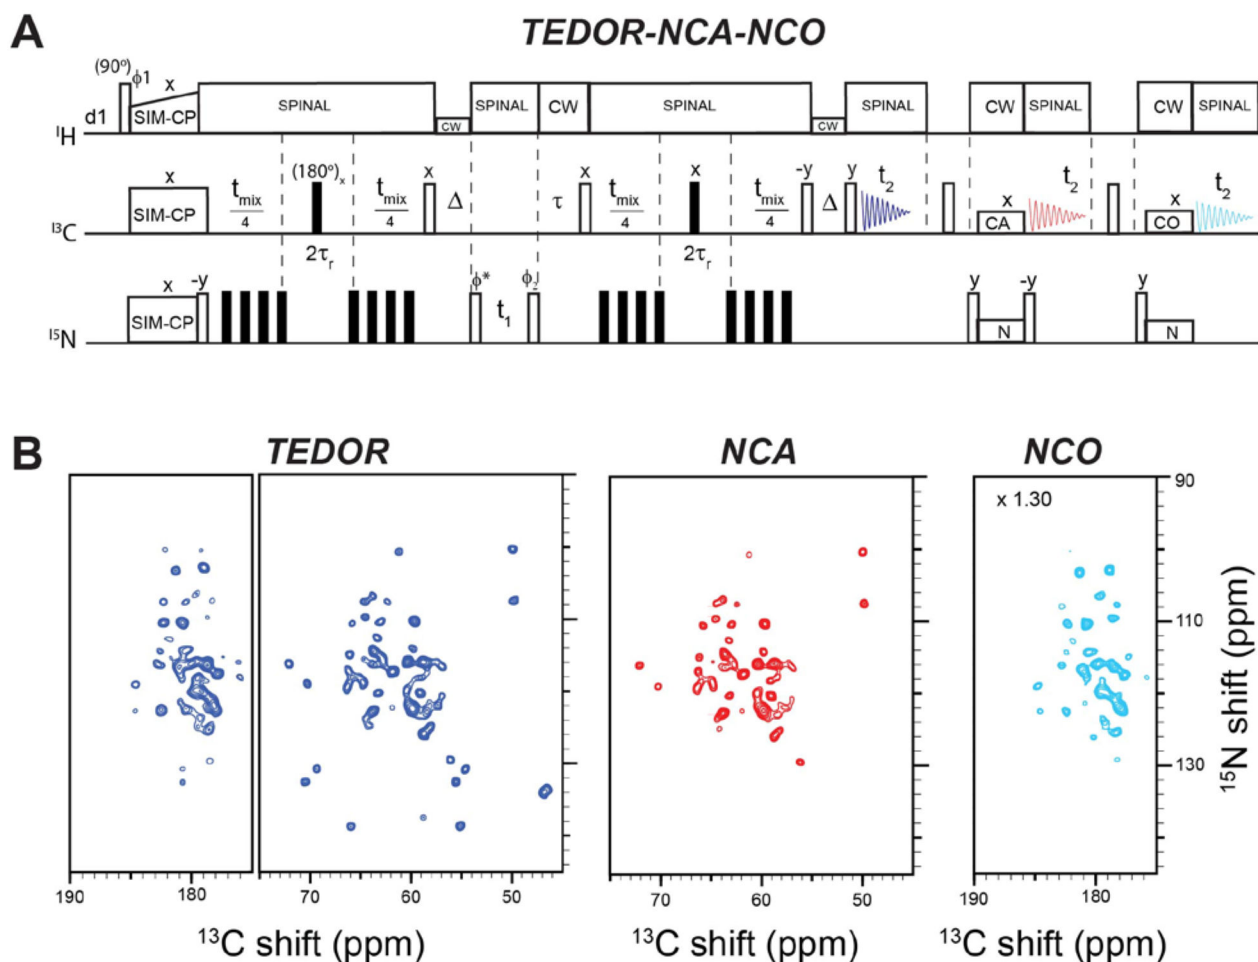 A
TEDOR-NCA-NCO
(90º) ϕ1 x
d1 SIM-CP SPINAL CW SPINAL CW SPINAL CW SPINAL CW SPINAL CW SPINAL
¹H
x (180º)ₓ x x x -y y t₂ x t₂ x t₂
SIM-CP tmix/4 tmix/4 Δ τ tmix/4 tmix/4 Δ CA CO
¹³C
2τr 2τr
x -y ϕ* t₁ ϕ₂ y -y y
SIM-CP N N
¹⁵N
B
TEDOR NCA NCO
x 1.30
90
110
130
¹⁵N shift (ppm)
190 180 70 60 50 70 60 50 190 180
¹³C shift (ppm) ¹³C shift (ppm) ¹³C shift (ppm)